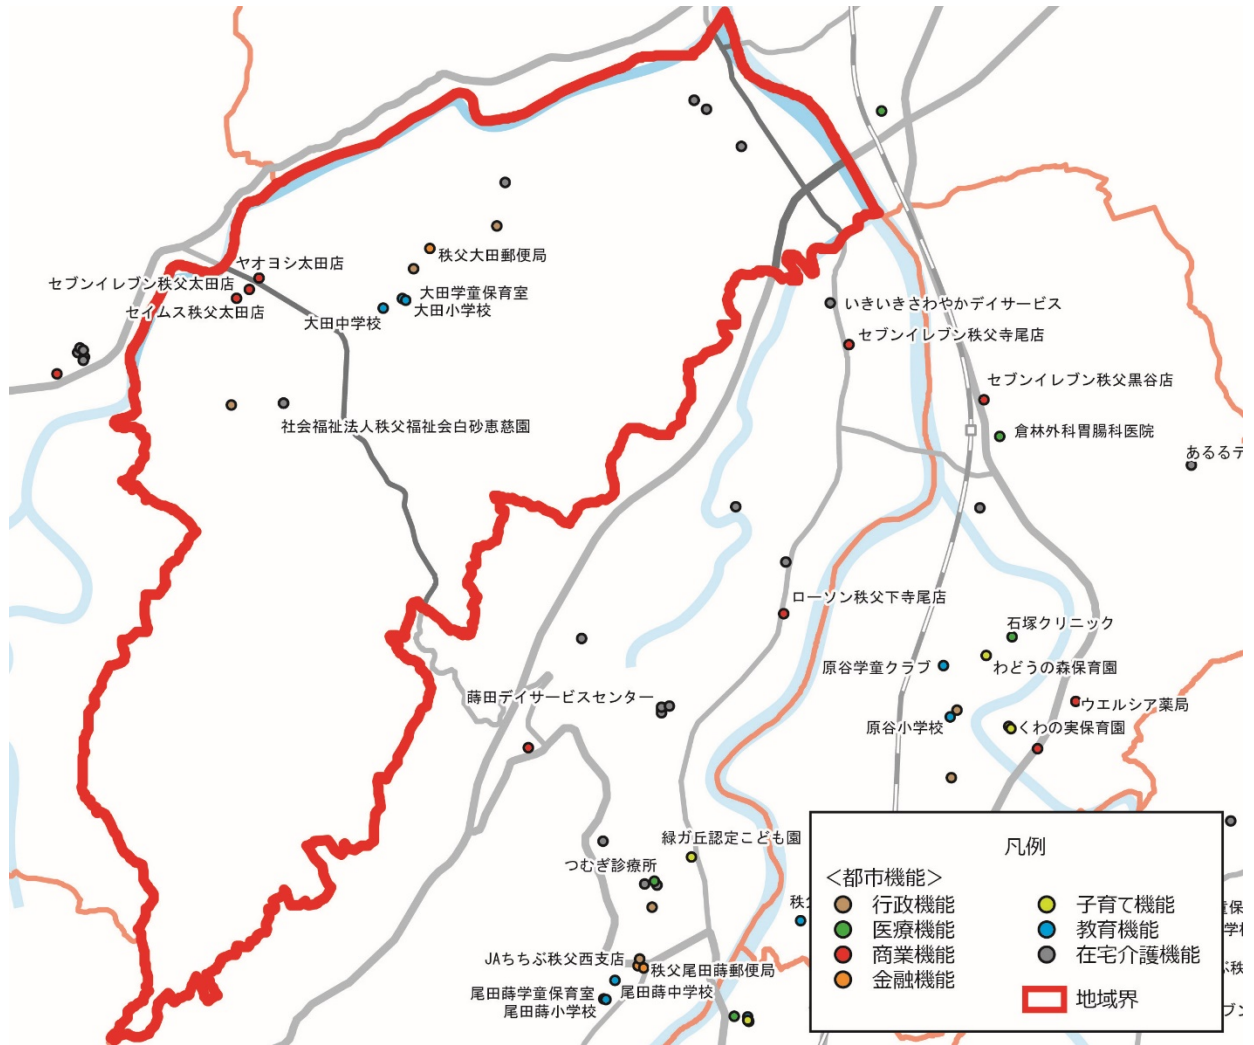 秩父大田郵便局
ヤオヨシ太田店
セブンイレブン秩父太田店
セイムス秩父太田店
大田学童保育室
大田小学校
大田中学校
いきいきさわやかデイサービス
セブンイレブン秩父寺尾店
セブンイレブン秩父黒谷店
社会福祉法人秩父福祉会白砂恵慈園
倉林外科胃腸科医院
あるるデ
ローソン秩父下寺尾店
石塚クリニック
原谷学童クラブ
わどうの森保育園
蒔田デイサービスセンター
ウエルシア薬局
原谷小学校
くわの実保育園
緑ガ丘認定こども園
つむぎ診療所
JAちちぶ秩父西支店
秩父尾田蒔郵便局
尾田蒔学童保育室
尾田蒔中学校
尾田蒔小学校
凡例
<都市機能>
行政機能
子育て機能
医療機能
教育機能
商業機能
在宅介護機能
金融機能
地域界